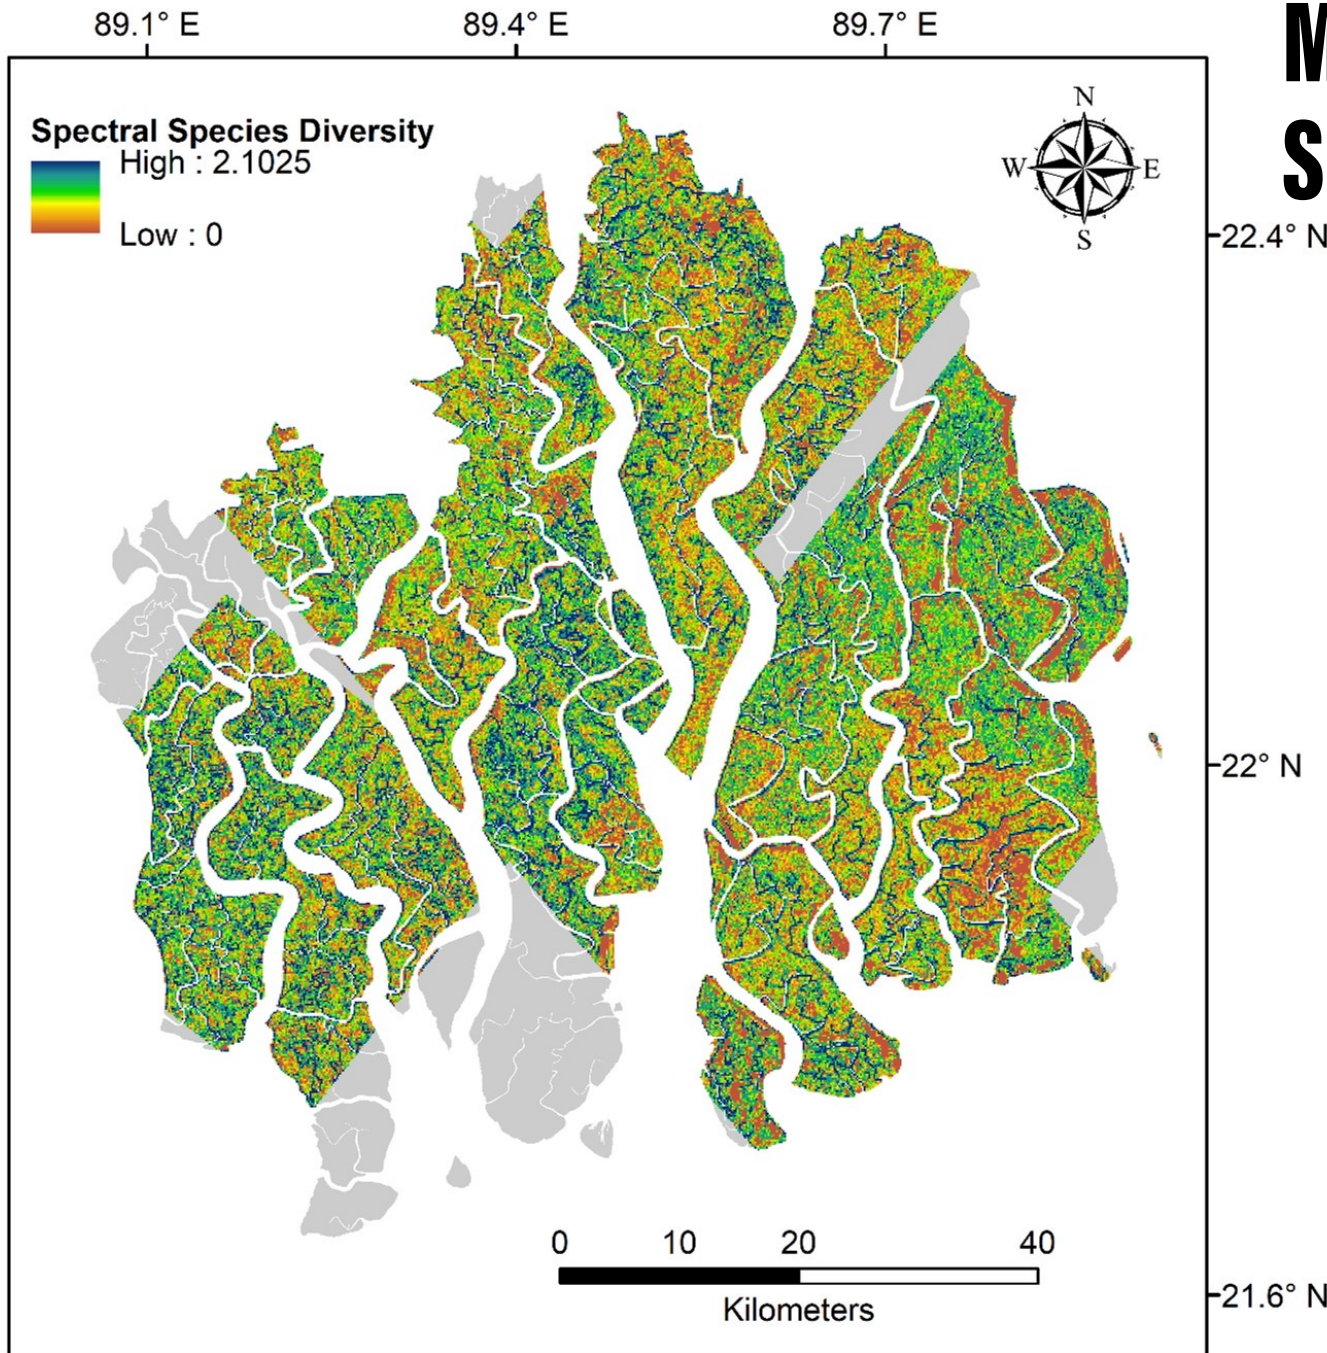 89.1° E 89.4° E 89.7° E
M
S
N
W E
S
Spectral Species Diversity
High : 2.1025
Low : 0
22.4° N
22° N
21.6° N
0 10 20 40
Kilometers